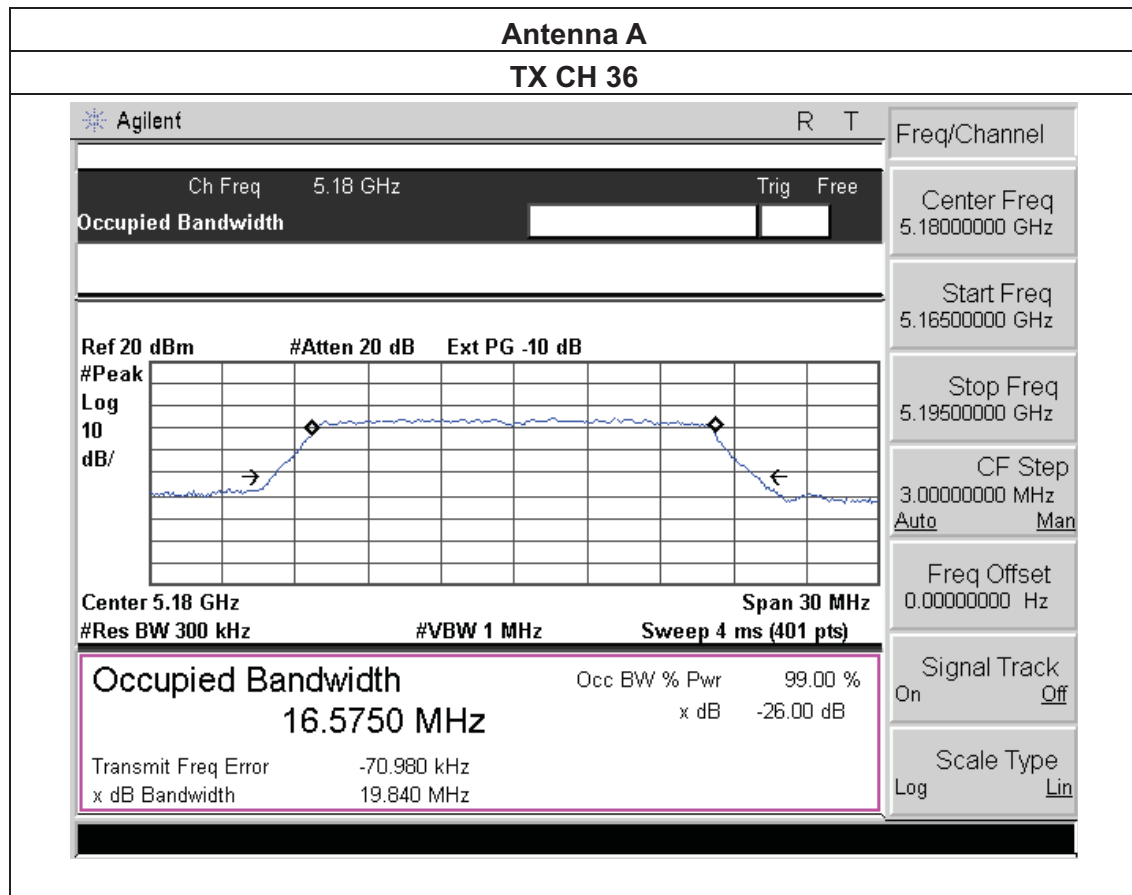 Antenna A
TX CH 36
Agilent R T
Ch Freq 5.18 GHz Trig Free
Occupied Bandwidth
Ref 20 dBm #Atten 20 dB Ext PG -10 dB
#Peak
Log
10
dB/
Center 5.18 GHz Span 30 MHz
#Res BW 300 kHz #VBW 1 MHz Sweep 4 ms (401 pts)
Occupied Bandwidth Occ BW % Pwr 99.00 %
16.5750 MHz x dB -26.00 dB
Transmit Freq Error -70.980 kHz
x dB Bandwidth 19.840 MHz
Freq/Channel
Center Freq
5.18000000 GHz
Start Freq
5.16500000 GHz
Stop Freq
5.19500000 GHz
CF Step
3.00000000 MHz
Auto Man
Freq Offset
0.00000000 Hz
Signal Track
On Off
Scale Type
Log Lin